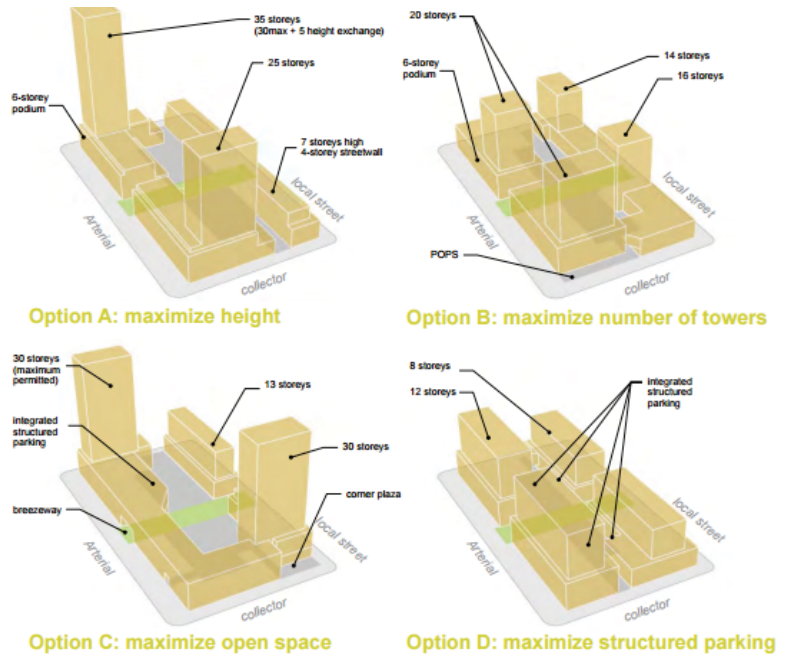 35 storeys
(30max + 5 height exchange)
25 storeys
6-storey
podium
7 storeys high
4-storey streetwall
local street
Arterial
collector
Option A: maximize height
20 storeys
14 storeys
6-storey
podium
16 storeys
local street
Arterial
POPS
collector
Option B: maximize number of towers
30 storeys
(maximum
permitted)
13 storeys
integrated
structured
parking
30 storeys
corner plaza
breezeway
local street
Arterial
collector
Option C: maximize open space
8 storeys
12 storeys
integrated
structured
parking
local street
Arterial
collector
Option D: maximize structured parking